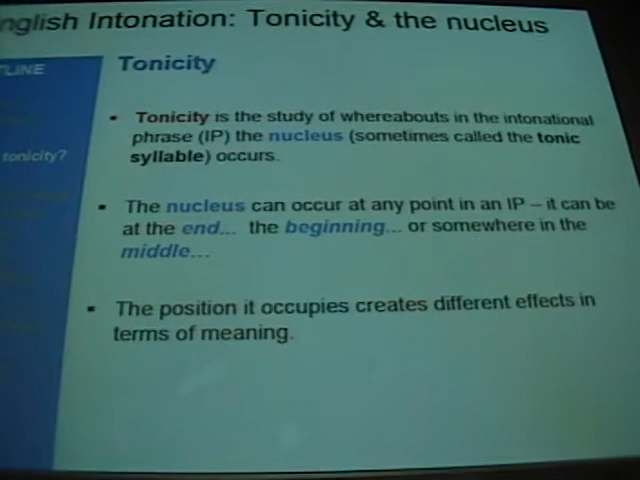 nglish Intonation: Tonicity & the nucleus
TLINE
Tonicity
• Tonicity is the study of whereabouts in the intonational
phrase (IP) the nucleus (sometimes called the tonic
syllable) occurs.
tonicity?
• The nucleus can occur at any point in an IP – it can be
at the end... the beginning... or somewhere in the
middle...
• The position it occupies creates different effects in
terms of meaning.